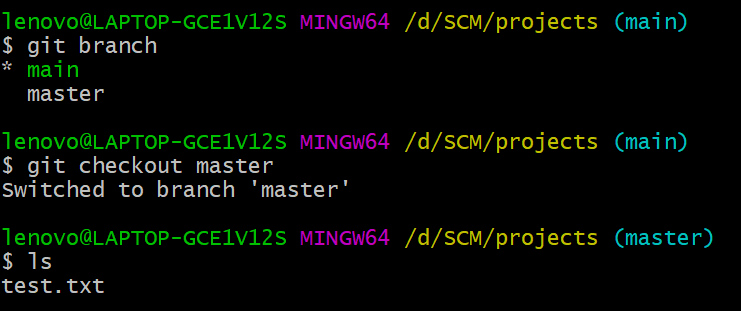 lenovo@LAPTOP-GCE1V12S MINGW64 /d/SCM/projects (main)
$ git branch
* main
  master
lenovo@LAPTOP-GCE1V12S MINGW64 /d/SCM/projects (main)
$ git checkout master
Switched to branch 'master'
lenovo@LAPTOP-GCE1V12S MINGW64 /d/SCM/projects (master)
$ ls
test.txt